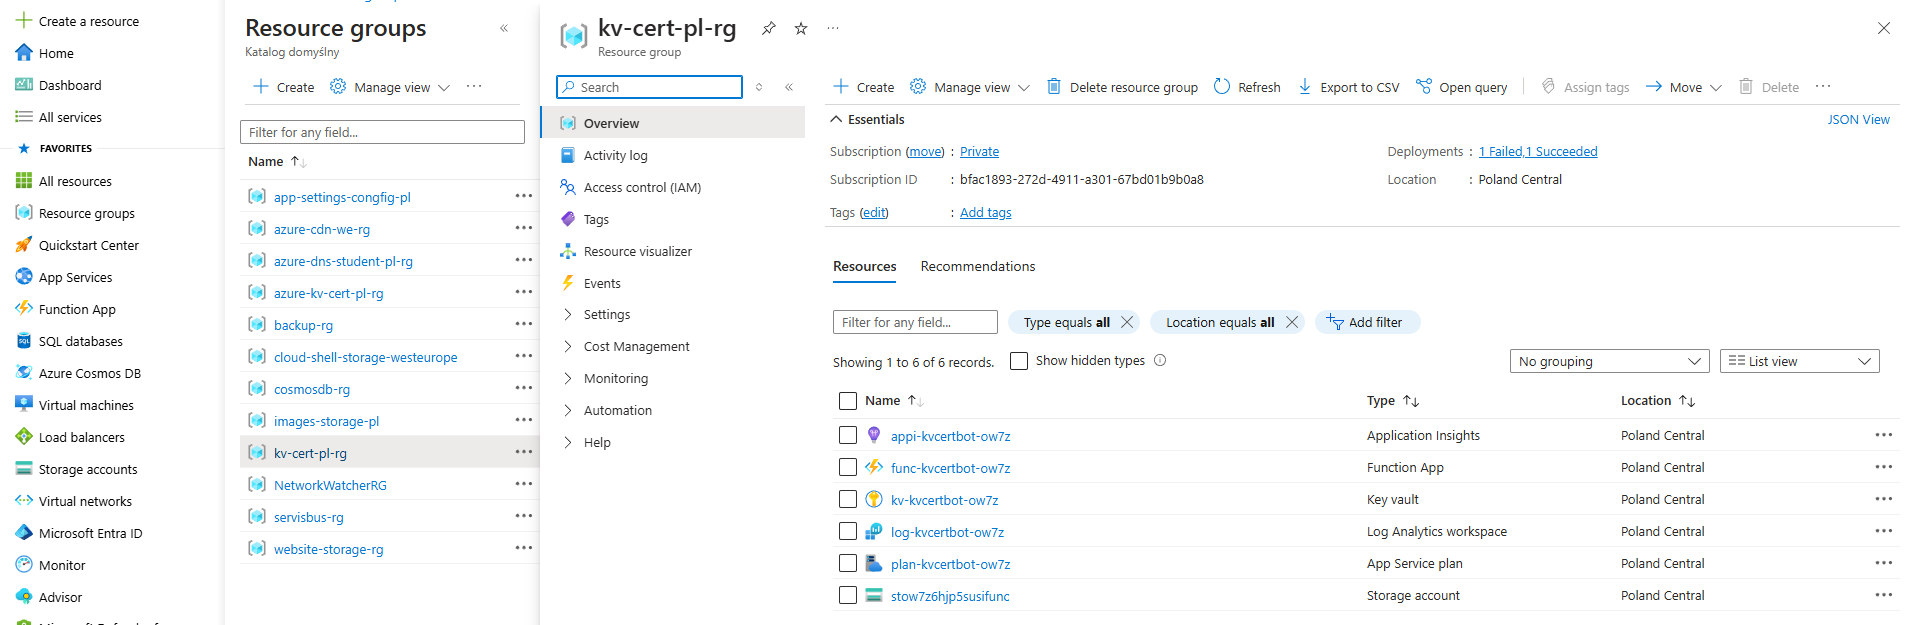 Create a resource
Home
Dashboard
All services
FAVORITES
All resources
Resource groups
Quickstart Center
App Services
Function App
SQL databases
Azure Cosmos DB
Virtual machines
Load balancers
Storage accounts
Virtual networks
Microsoft Entra ID
Monitor
Advisor
Resource groups
Katalog domyślny
Create Manage view
Filter for any field...
Name
app-settings-congfig-pl
azure-cdn-we-rg
azure-dns-student-pl-rg
azure-kv-cert-pl-rg
backup-rg
cloud-shell-storage-westeurope
cosmosdb-rg
images-storage-pl
kv-cert-pl-rg
NetworkWatcherRG
servisbus-rg
website-storage-rg
kv-cert-pl-rg
Resource group
Search
Overview
Activity log
Access control (IAM)
Tags
Resource visualizer
Events
Settings
Cost Management
Monitoring
Automation
Help
Create Manage view Delete resource group Refresh Export to CSV Open query Assign tags Move Delete
Essentials JSON View
Subscription (move) : Private
Subscription ID : bfac1893-272d-4911-a301-67bd01b9b0a8
Tags (edit) : Add tags
Deployments : 1 Failed,1 Succeeded
Location : Poland Central
Resources Recommendations
Filter for any field... Type equals all Location equals all Add filter
Showing 1 to 6 of 6 records. Show hidden types No grouping List view
Name Type Location
appi-kvcertbot-ow7z Application Insights Poland Central
func-kvcertbot-ow7z Function App Poland Central
kv-kvcertbot-ow7z Key vault Poland Central
log-kvcertbot-ow7z Log Analytics workspace Poland Central
plan-kvcertbot-ow7z App Service plan Poland Central
stow7z6hjp5susifunc Storage account Poland Central